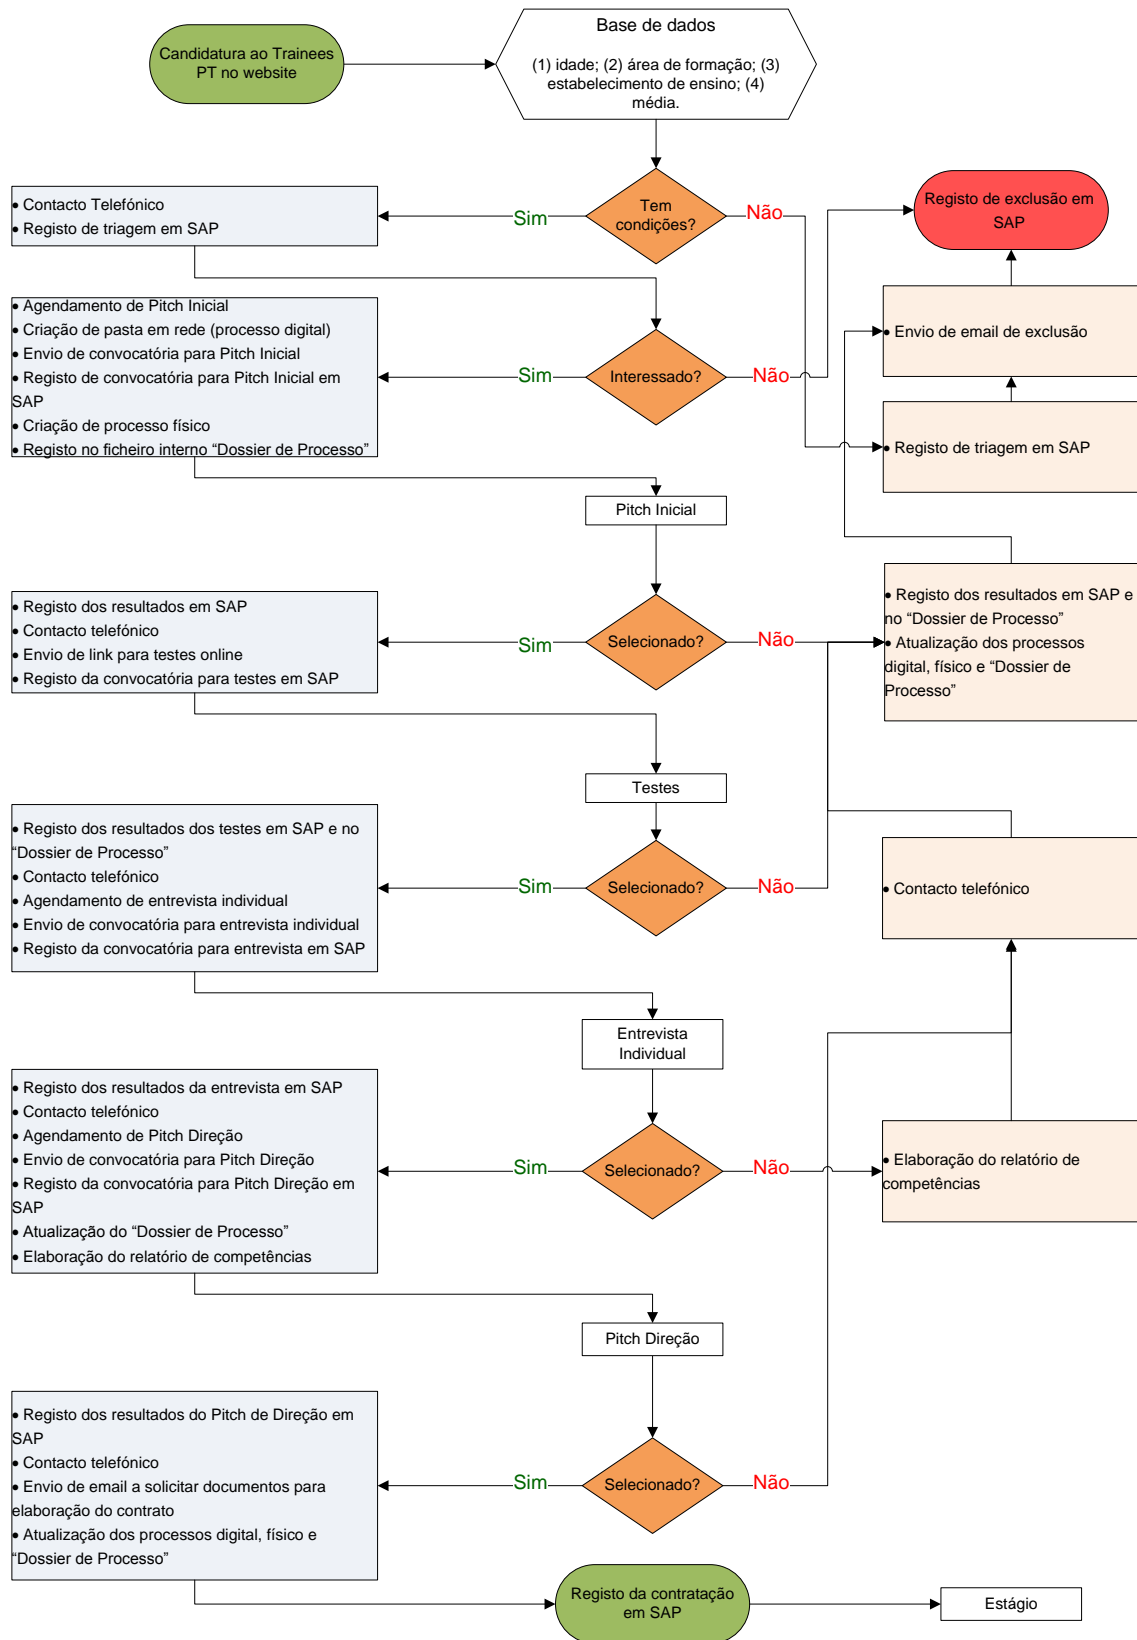 Candidatura ao Trainees
PT no website
Base de dados
(1) idade; (2) área de formação; (3)
estabelecimento de ensino; (4)
média.
• Contacto Telefónico
• Registo de triagem em SAP
Sim
Tem
condições?
Não
Registo de exclusão em
SAP
• Agendamento de Pitch Inicial
• Criação de pasta em rede (processo digital)
• Envio de convocatória para Pitch Inicial
• Registo de convocatória para Pitch Inicial em
SAP
• Criação de processo físico
• Registo no ficheiro interno “Dossier de Processo”
Sim
Interessado?
Não
• Envio de email de exclusão
• Registo de triagem em SAP
Pitch Inicial
• Registo dos resultados em SAP
• Contacto telefónico
• Envio de link para testes online
• Registo da convocatória para testes em SAP
Sim
Selecionado?
Não
• Registo dos resultados em SAP e
no “Dossier de Processo”
• Atualização dos processos
digital, físico e “Dossier de
Processo”
Testes
• Registo dos resultados dos testes em SAP e no
“Dossier de Processo”
• Contacto telefónico
• Agendamento de entrevista individual
• Envio de convocatória para entrevista individual
• Registo da convocatória para entrevista em SAP
Sim
Selecionado?
Não
• Contacto telefónico
Entrevista
Individual
• Registo dos resultados da entrevista em SAP
• Contacto telefónico
• Agendamento de Pitch Direção
• Envio de convocatória para Pitch Direção
• Registo da convocatória para Pitch Direção em
SAP
• Atualização do “Dossier de Processo”
• Elaboração do relatório de competências
Sim
Selecionado?
Não
• Elaboração do relatório de
competências
Pitch Direção
• Registo dos resultados do Pitch de Direção em
SAP
• Contacto telefónico
• Envio de email a solicitar documentos para
elaboração do contrato
• Atualização dos processos digital, físico e
“Dossier de Processo”
Sim
Selecionado?
Não
Registo da contratação
em SAP
Estágio